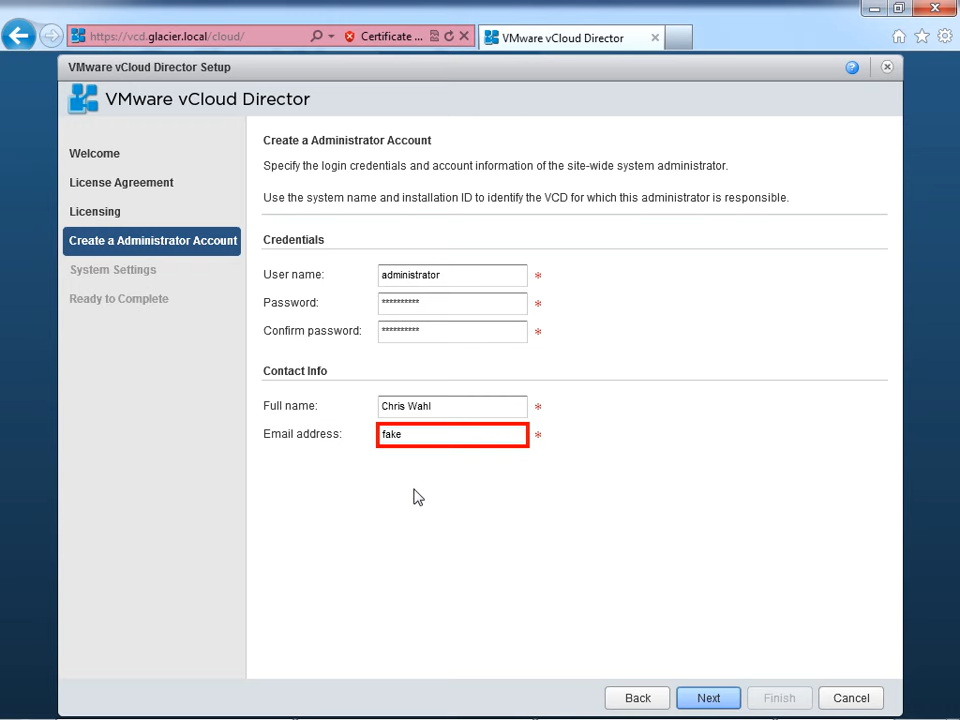 https://vcd.glacier.local/cloud/
Certificate ...
VMware vCloud Director
VMware vCloud Director Setup
VMware vCloud Director
Welcome
License Agreement
Licensing
Create a Administrator Account
System Settings
Ready to Complete
Create a Administrator Account
Specify the login credentials and account information of the site-wide system administrator.
Use the system name and installation ID to identify the VCD for which this administrator is responsible.
Credentials
User name: administrator *
Password: ********** *
Confirm password: ********** *
Contact Info
Full name: Chris Wahl *
Email address: fake *
Back Next Finish Cancel